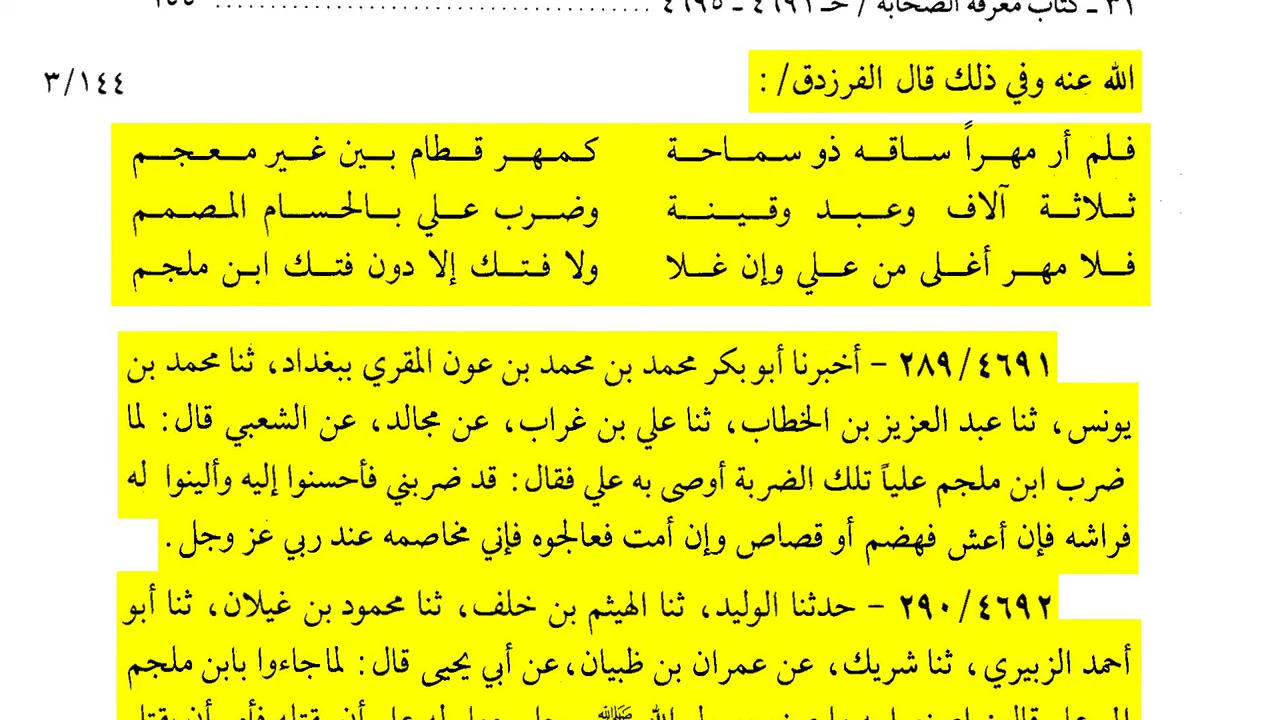 ٣١ ـ كتاب معرفة الصحابة / حـ ٤٦٩١ ـ ٤٦٩٥ ........................................ ١٥٥
الله عنه وفي ذلك قال الفرزدق/ :
٣/١٤٤
فلم أر مهراً ساقه ذو سماحة كمهر قطام بين غير معجم
ثلاثة آلاف وعبد وقينة وضرب علي بالحسام المصمم
فلا مهر أغلى من علي وإن غلا ولا فتك إلا دون فتك ابن ملجم
٢٨٩/٤٦٩١ - أخبرنا أبو بكر محمد بن محمد بن عون المقري ببغداد، ثنا محمد بن
يونس، ثنا عبد العزيز بن الخطاب، ثنا علي بن غراب، عن مجالد، عن الشعبي قال: لما
ضرب ابن ملجم علياً تلك الضربة أوصى به علي فقال: قد ضربني فأحسنوا إليه وألينوا له
فراشه فإن أعش فهضم أو قصاص وإن أمت فعالجوه فإني مخاصمه عند ربي عز وجل.
٢٩٠/٤٦٩٢ - حدثنا الوليد، ثنا الهيثم بن خلف، ثنا محمود بن غيلان، ثنا أبو
أحمد الزبيري، ثنا شريك، عن عمران بن ظبيان، عن أبي يحيى قال: لما جاءوا بابن ملجم